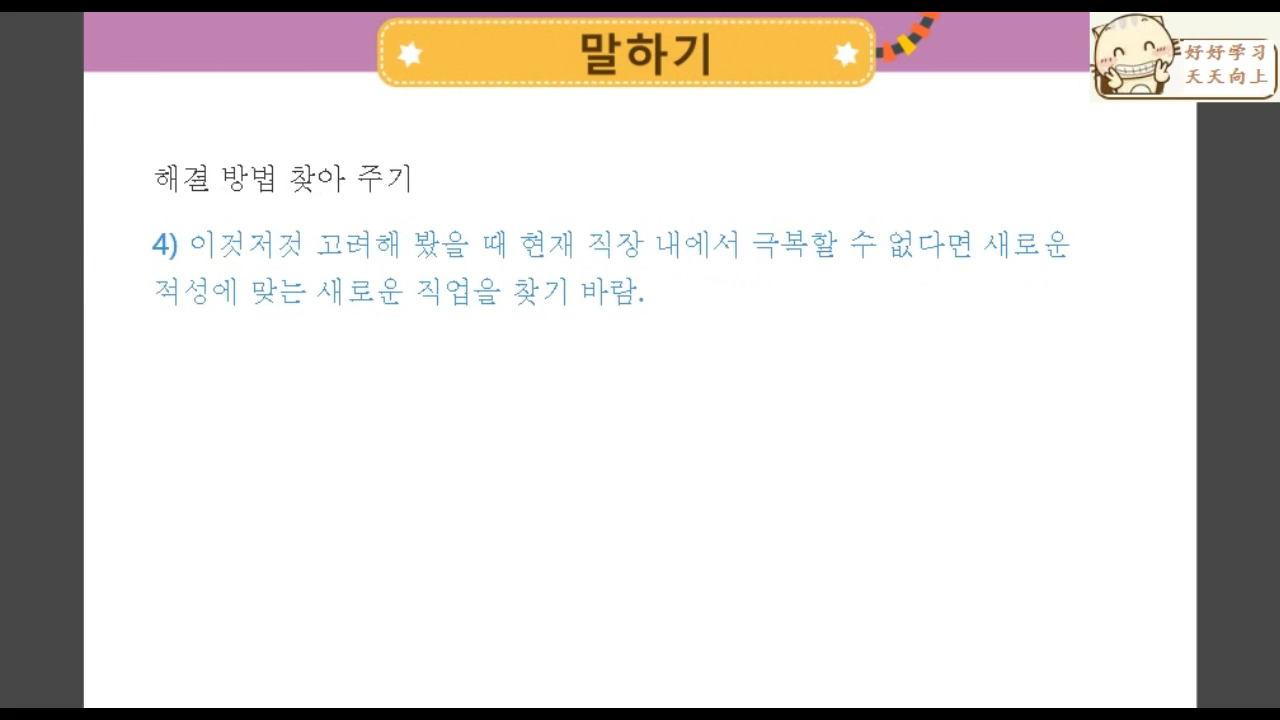 말하기
好好学习
天天向上
해결 방법 찾아 주기
4) 이것저것 고려해 봤을 때 현재 직장 내에서 극복할 수 없다면 새로운
적성에 맞는 새로운 직업을 찾기 바람.